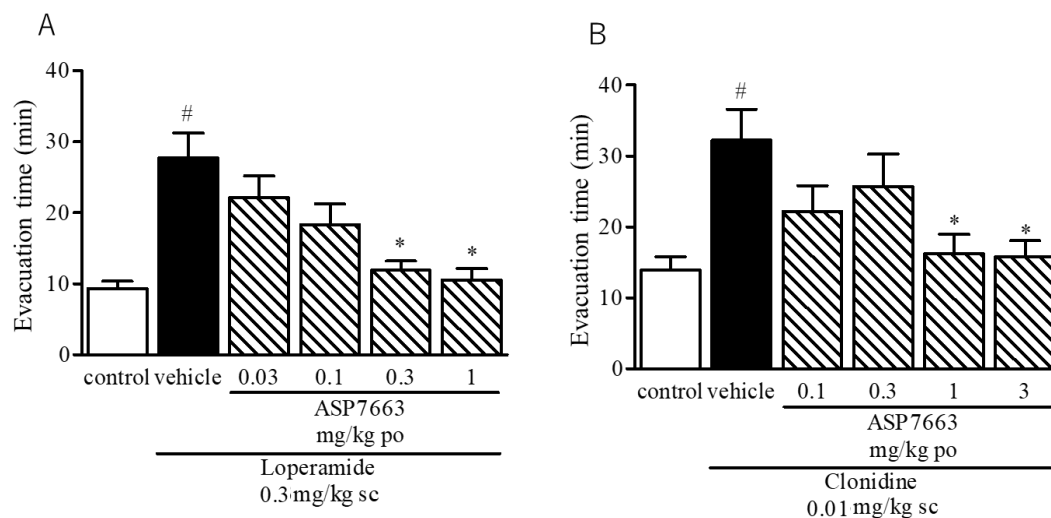 A
Evacuation time (min)
40
30
20
10
0
#
*
*
control vehicle 0.03 0.1 0.3 1
ASP7663
mg/kg po
Loperamide
0.3 mg/kg sc
B
Evacuation time (min)
40
30
20
10
0
#
*
*
control vehicle 0.1 0.3 1 3
ASP7663
mg/kg po
Clonidine
0.01 mg/kg sc